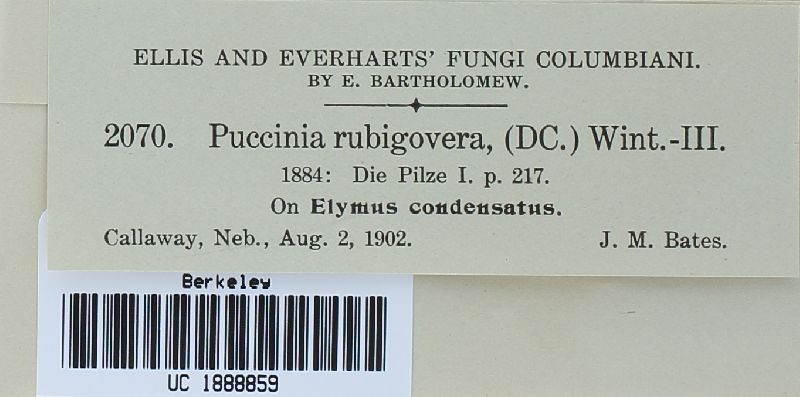 ELLIS AND EVERHARTS' FUNGI COLUMBIANI.
BY E. BARTHOLOMEW.
2070. Puccinia rubigovera, (DC.) Wint.-III.
1884: Die Pilze I. p. 217.
On Elymus condensatus.
Callaway, Neb., Aug. 2, 1902. J. M. Bates.
Berkeley
UC 1888859